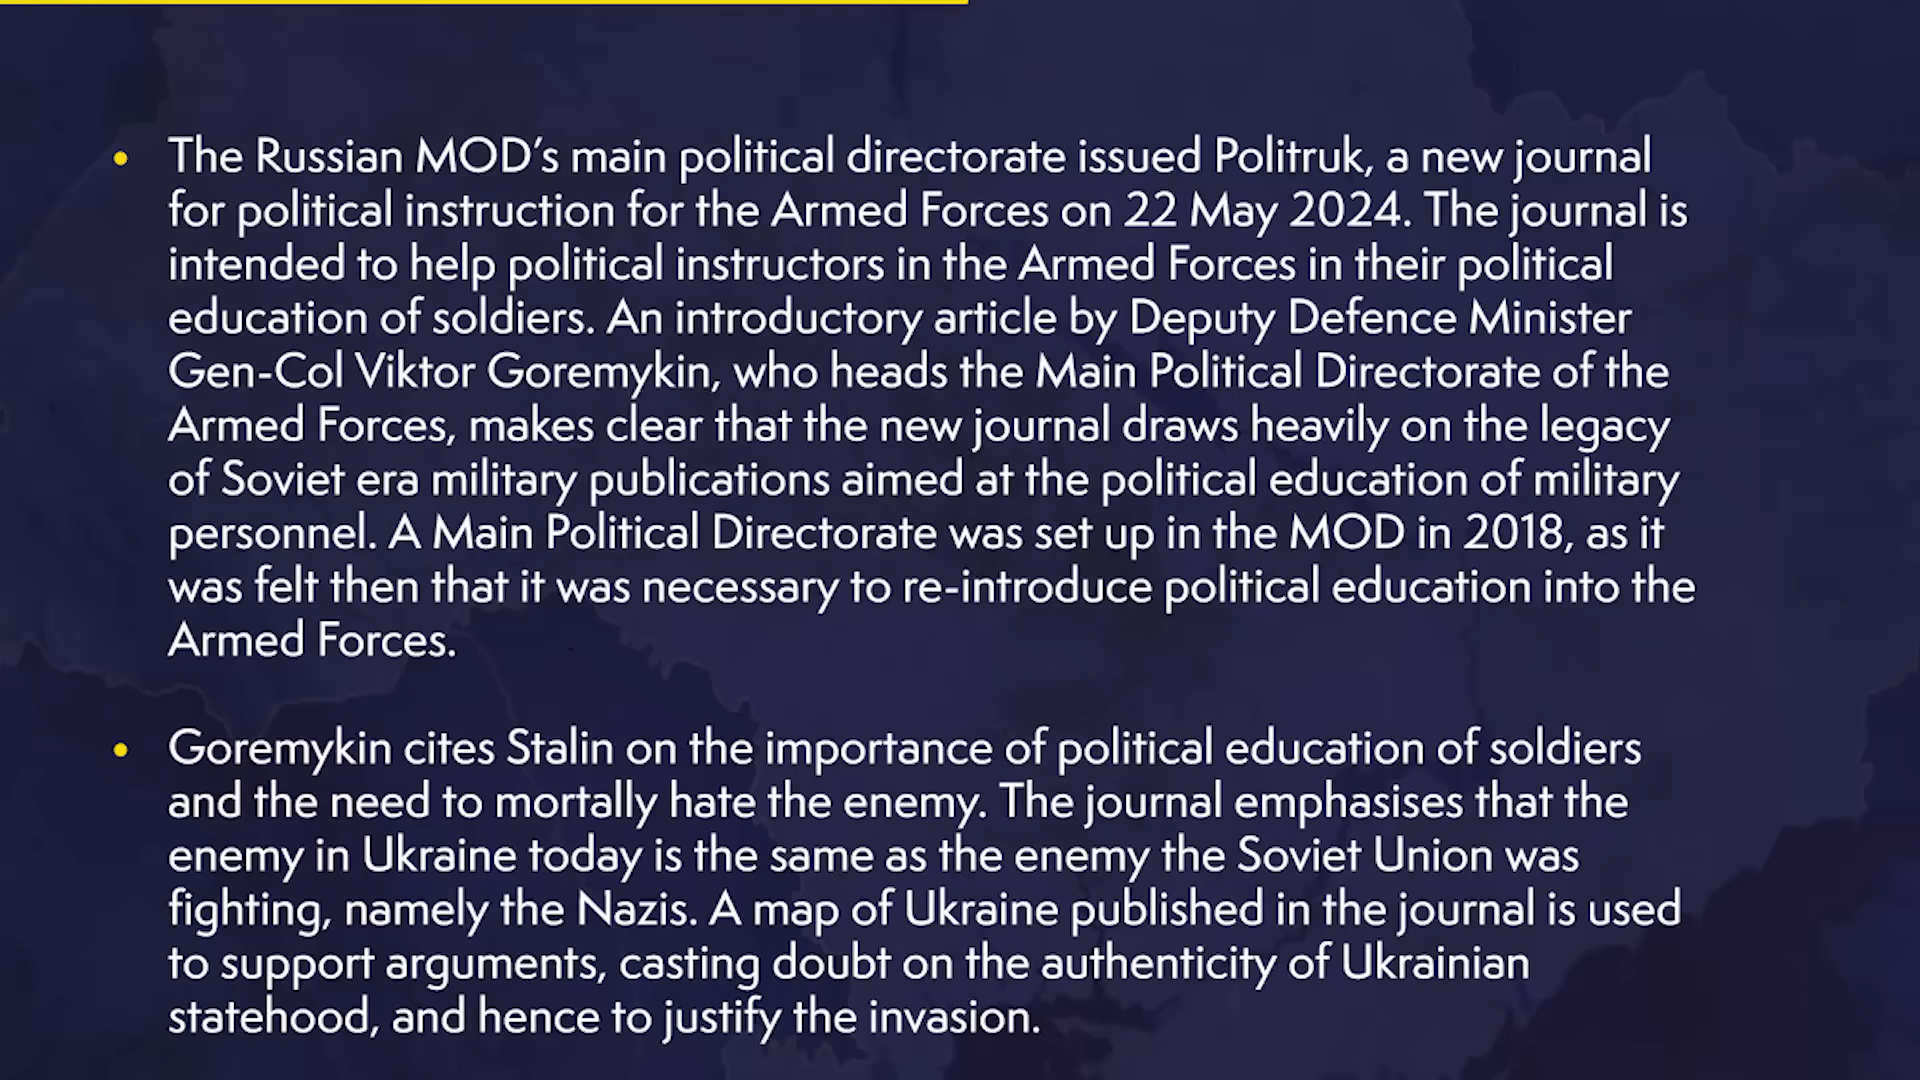 • The Russian MOD’s main political directorate issued Politruk, a new journal
for political instruction for the Armed Forces on 22 May 2024. The journal is
intended to help political instructors in the Armed Forces in their political
education of soldiers. An introductory article by Deputy Defence Minister
Gen-Col Viktor Goremykin, who heads the Main Political Directorate of the
Armed Forces, makes clear that the new journal draws heavily on the legacy
of Soviet era military publications aimed at the political education of military
personnel. A Main Political Directorate was set up in the MOD in 2018, as it
was felt then that it was necessary to re-introduce political education into the
Armed Forces.
• Goremykin cites Stalin on the importance of political education of soldiers
and the need to mortally hate the enemy. The journal emphasises that the
enemy in Ukraine today is the same as the enemy the Soviet Union was
fighting, namely the Nazis. A map of Ukraine published in the journal is used
to support arguments, casting doubt on the authenticity of Ukrainian
statehood, and hence to justify the invasion.